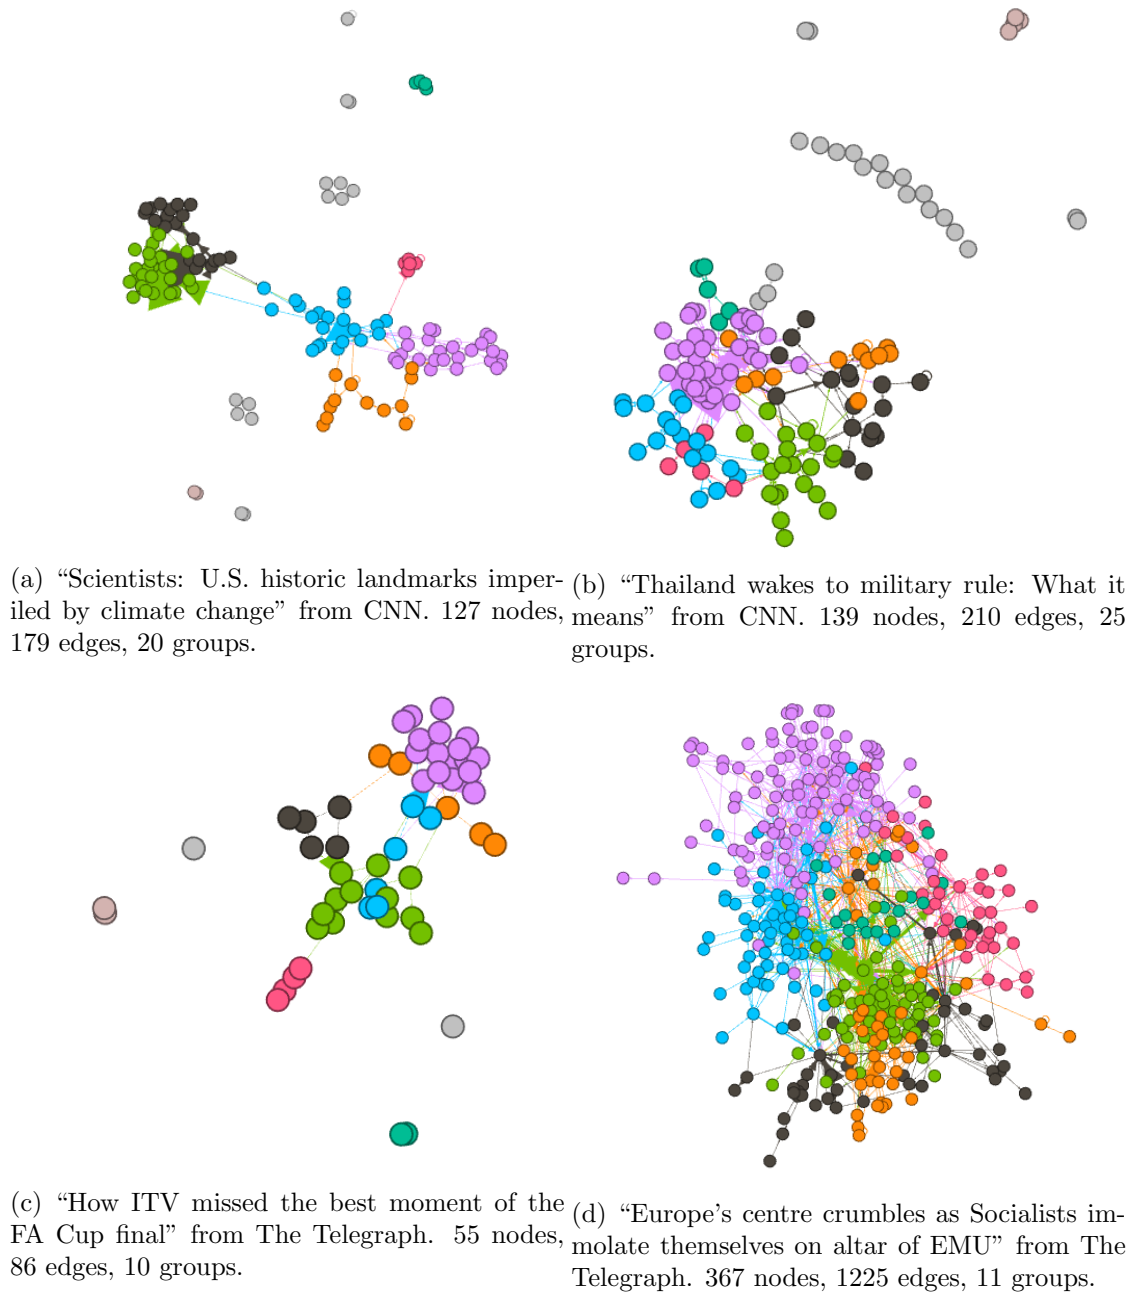 (a) “Scientists: U.S. historic landmarks imper-
iled by climate change” from CNN. 127 nodes,
179 edges, 20 groups.
(b) “Thailand wakes to military rule: What it
means” from CNN. 139 nodes, 210 edges, 25
groups.
(c) “How ITV missed the best moment of the
FA Cup final” from The Telegraph. 55 nodes,
86 edges, 10 groups.
(d) “Europe’s centre crumbles as Socialists im-
molate themselves on altar of EMU” from The
Telegraph. 367 nodes, 1225 edges, 11 groups.